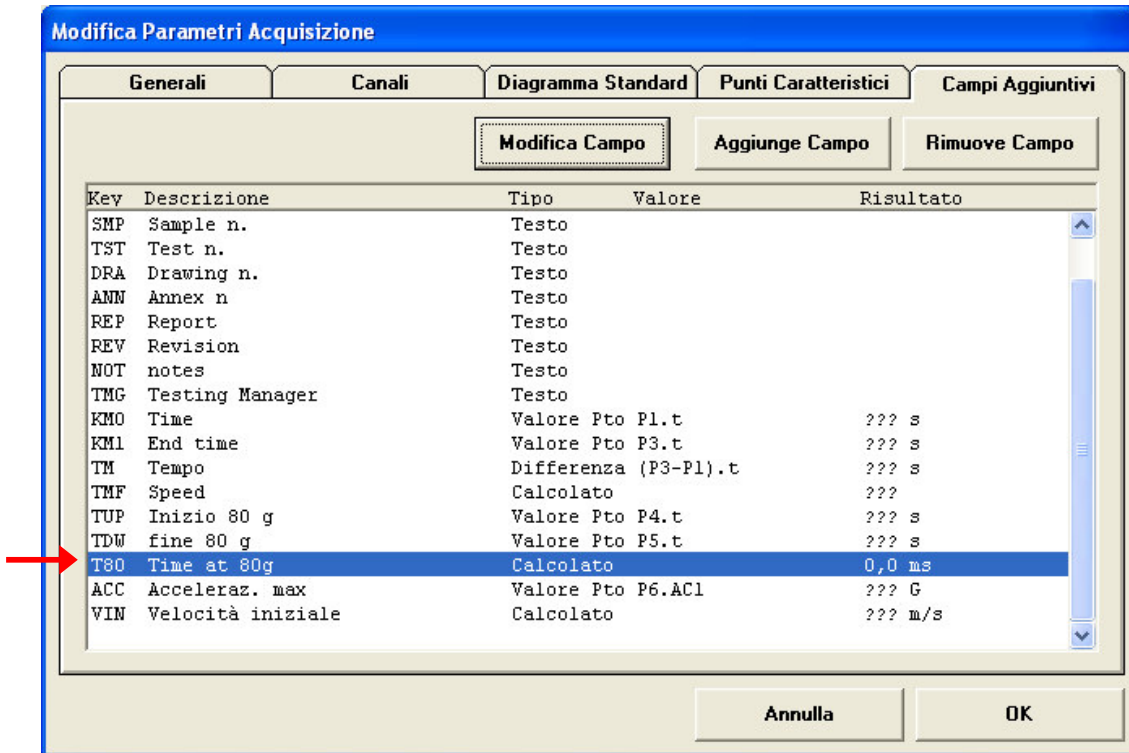 Modifica Parametri Acquisizione
Generali Canali Diagramma Standard Punti Caratteristici Campi Aggiuntivi
Modifica Campo Aggiunge Campo Rimuove Campo
Key Descrizione Tipo Valore Risultato
SMP Sample n. Testo
TST Test n. Testo
DRA Drawing n. Testo
ANN Annex n Testo
REP Report Testo
REV Revision Testo
NOT notes Testo
TMG Testing Manager Testo
KM0 Time Valore Pto P1.t ??? s
KM1 End time Valore Pto P3.t ??? s
TM Tempo Differenza (P3-P1).t ??? s
TMF Speed Calcolato ???
TUP Inizio 80 g Valore Pto P4.t ??? s
TDW fine 80 g Valore Pto P5.t ??? s
T80 Time at 80g Calcolato 0,0 ms
ACC Acceleraz. max Valore Pto P6.AC1 ??? G
VIN Velocità iniziale Calcolato ??? m/s
Annulla OK